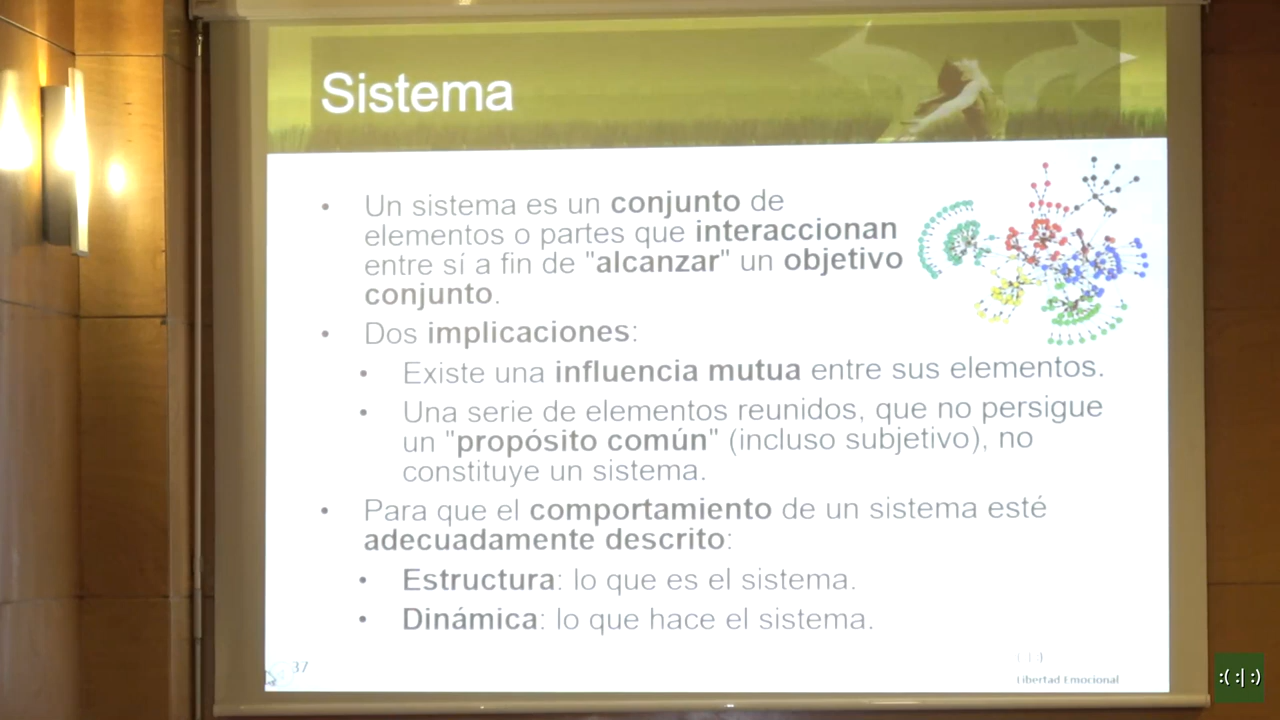 Sistema
• Un sistema es un conjunto de
elementos o partes que interaccionan
entre sí a fin de "alcanzar" un objetivo
conjunto.
• Dos implicaciones:
• Existe una influencia mutua entre sus elementos.
• Una serie de elementos reunidos, que no persigue
un "propósito común" (incluso subjetivo), no
constituye un sistema.
• Para que el comportamiento de un sistema esté
adecuadamente descrito:
• Estructura: lo que es el sistema.
• Dinámica: lo que hace el sistema.
37
Libertad Emocional
:( :| :)